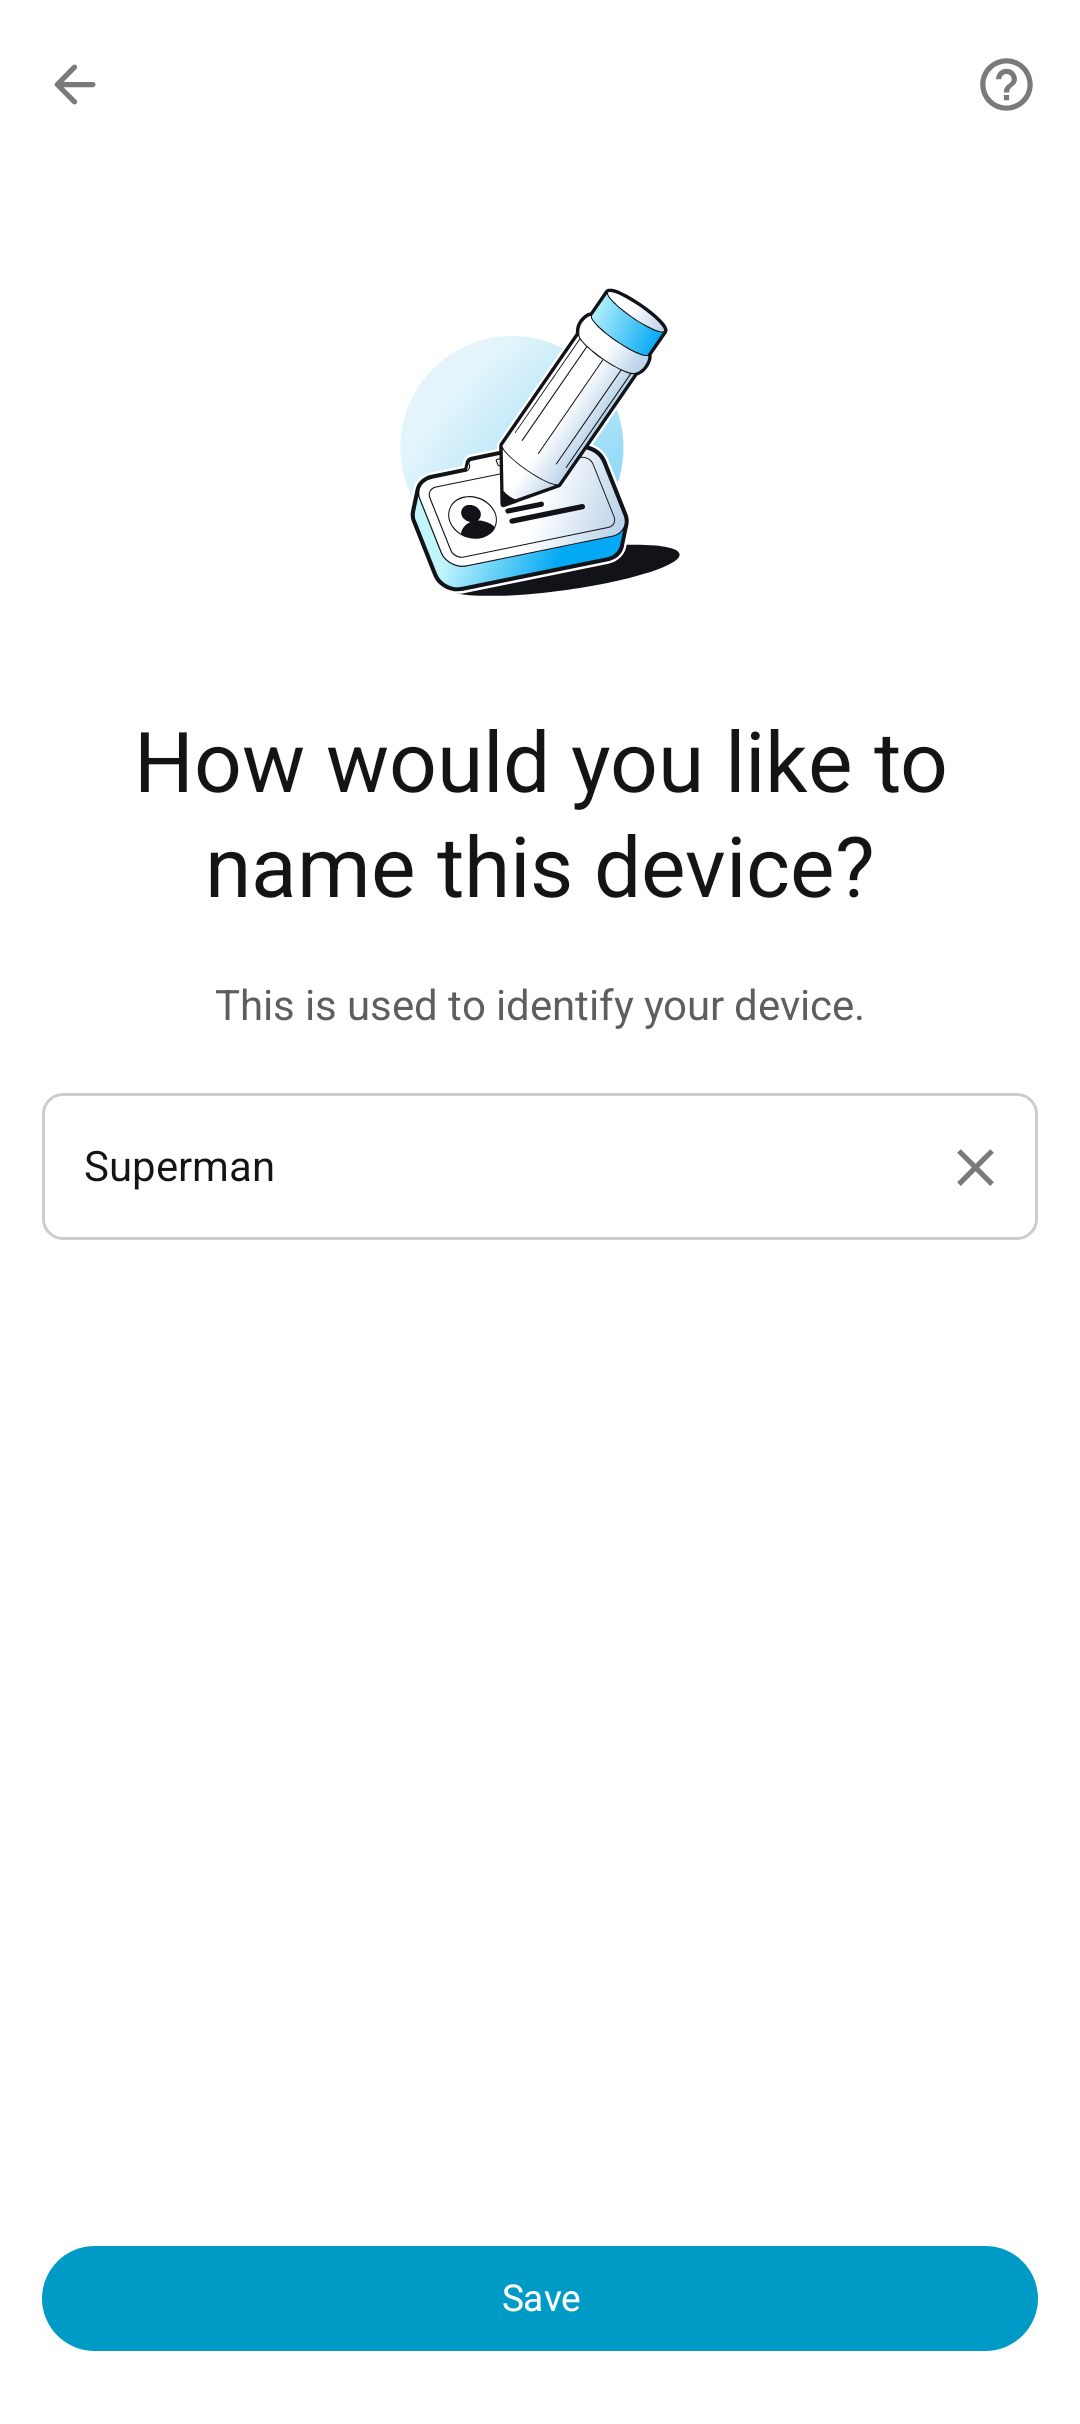 How would you like to
name this device?
This is used to identify your device.
Superman
Save